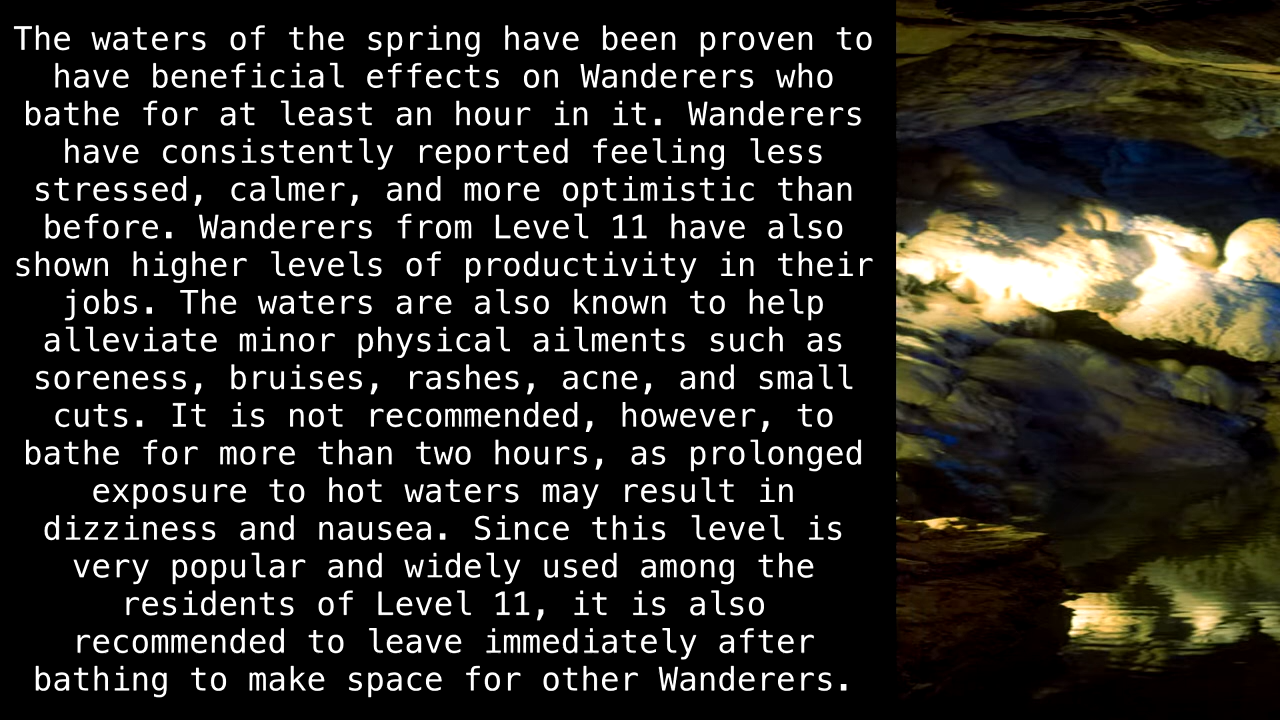 The waters of the spring have been proven to
have beneficial effects on Wanderers who
bathe for at least an hour in it. Wanderers
have consistently reported feeling less
stressed, calmer, and more optimistic than
before. Wanderers from Level 11 have also
shown higher levels of productivity in their
jobs. The waters are also known to help
alleviate minor physical ailments such as
soreness, bruises, rashes, acne, and small
cuts. It is not recommended, however, to
bathe for more than two hours, as prolonged
exposure to hot waters may result in
dizziness and nausea. Since this level is
very popular and widely used among the
residents of Level 11, it is also
recommended to leave immediately after
bathing to make space for other Wanderers.